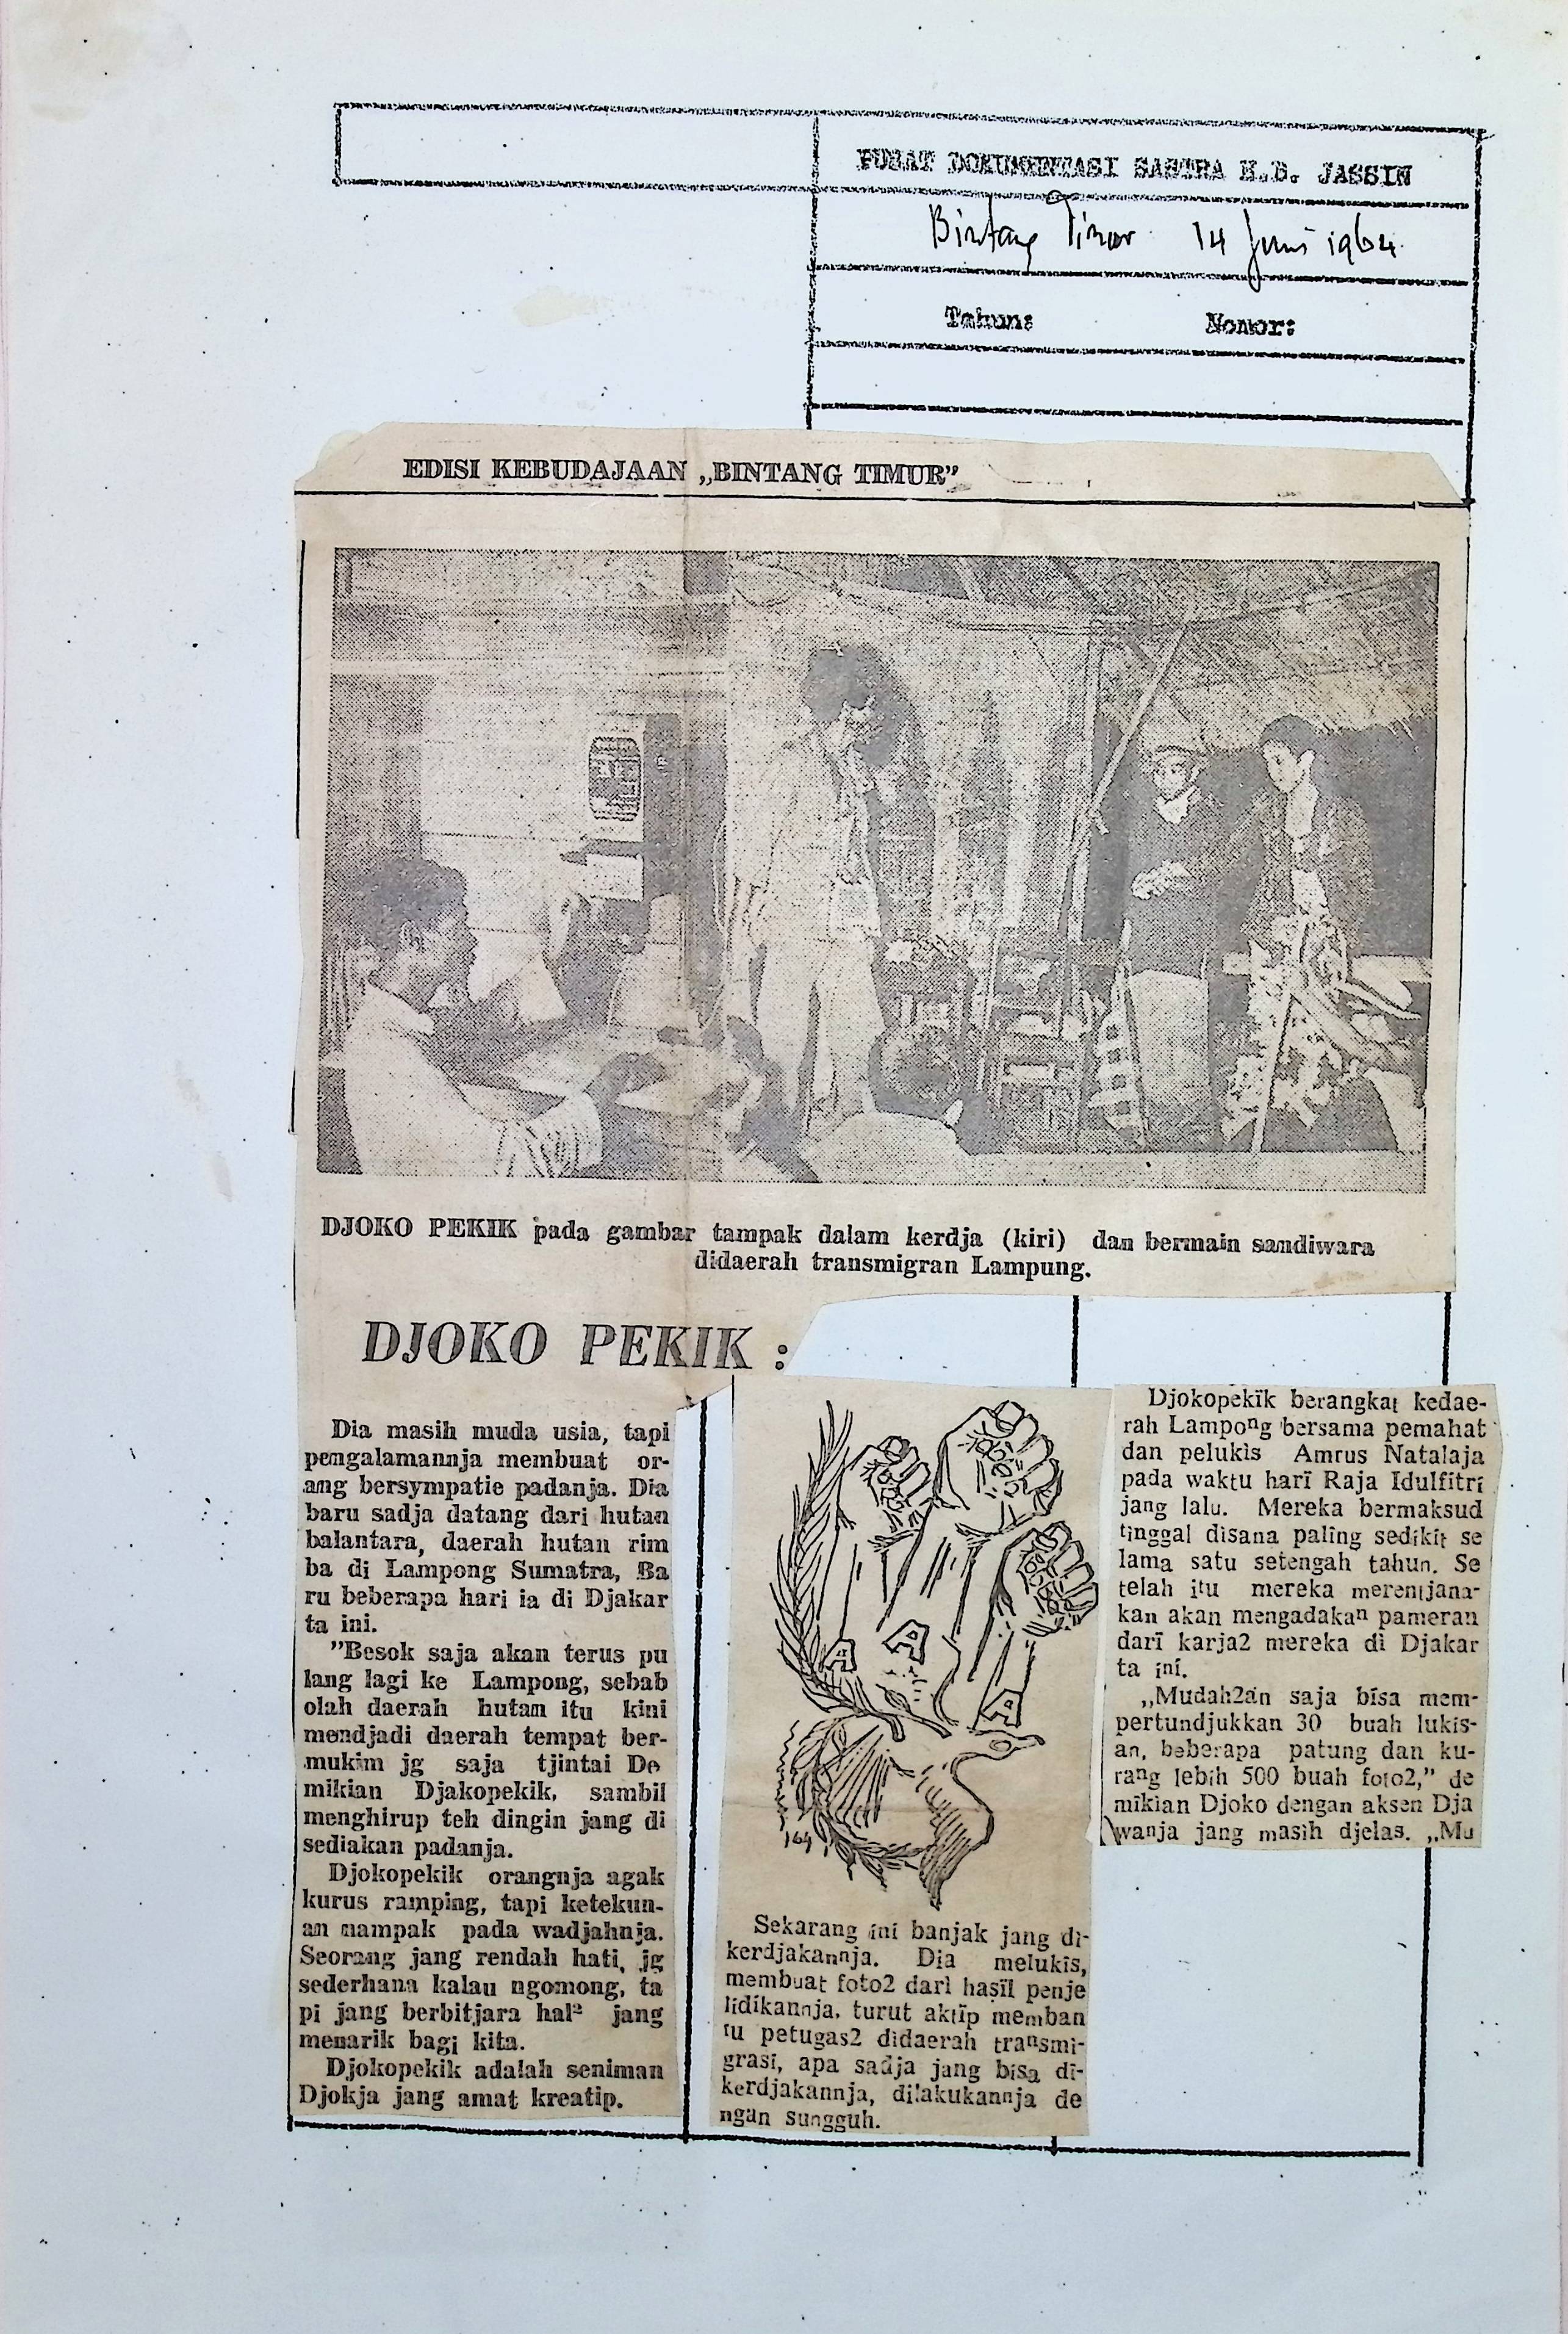 PUSAT DOKUMENTASI SASTRA H.B. JASSIN
Bintang Timur 14 Juni 1964
Tahun: Nomor:
EDISI KEBUDAJAAN „BINTANG TIMUR”
DJOKO PEKIK pada gambar tampak dalam kerdja (kiri) dan bermain sandiwara
didaerah transmigran Lampung.
DJOKO PEKIK :
Dia masih muda usia, tapi
pengalamannja membuat or-
ang bersympatie padanja. Dia
baru sadja datang dari hutan
balantara, daerah hutan rim
ba di Lampong Sumatra, Ba
ru beberapa hari ia di Djakar
ta ini.
”Besok saja akan terus pu
lang lagi ke Lampong, sebab
olah daerah hutan itu kini
mendjadi daerah tempat ber-
mukim jg saja tjintai De
mikian Djakopekik, sambil
menghirup teh dingin jang di
sediakan padanja.
Djokopekik orangnja agak
kurus ramping, tapi ketekun-
an nampak pada wadjahnja.
Seorang jang rendah hati, jg
sederhana kalau ngomong, ta
pi jang berbitjara hal² jang
menarik bagi kita.
Djokopekik adalah seniman
Djokja jang amat kreatip.
A A A
'64
Sekarang ini banjak jang di-
kerdjakannja. Dia melukis,
membuat foto2 dari hasil penje
lidikannja, turut aktip memban
tu petugas2 didaerah transmi-
grasi, apa sadja jang bisa di-
kerdjakannja, dilakukannja de
ngan sungguh.
Djokopekik berangkat kedae-
rah Lampong bersama pemahat
dan pelukis Amrus Natalaja
pada waktu hari Raja Idulfitri
jang lalu. Mereka bermaksud
tinggal disana paling sedikit se
lama satu setengah tahun. Se
telah itu mereka merentjana-
kan akan mengadakan pameran
dari karja2 mereka di Djakar
ta ini.
„Mudah2an saja bisa mem-
pertundjukkan 30 buah lukis-
an, beberapa patung dan ku-
rang lebih 500 buah foto2,” de
mikian Djoko dengan aksen Dja
wanja jang masih djelas. „Mu